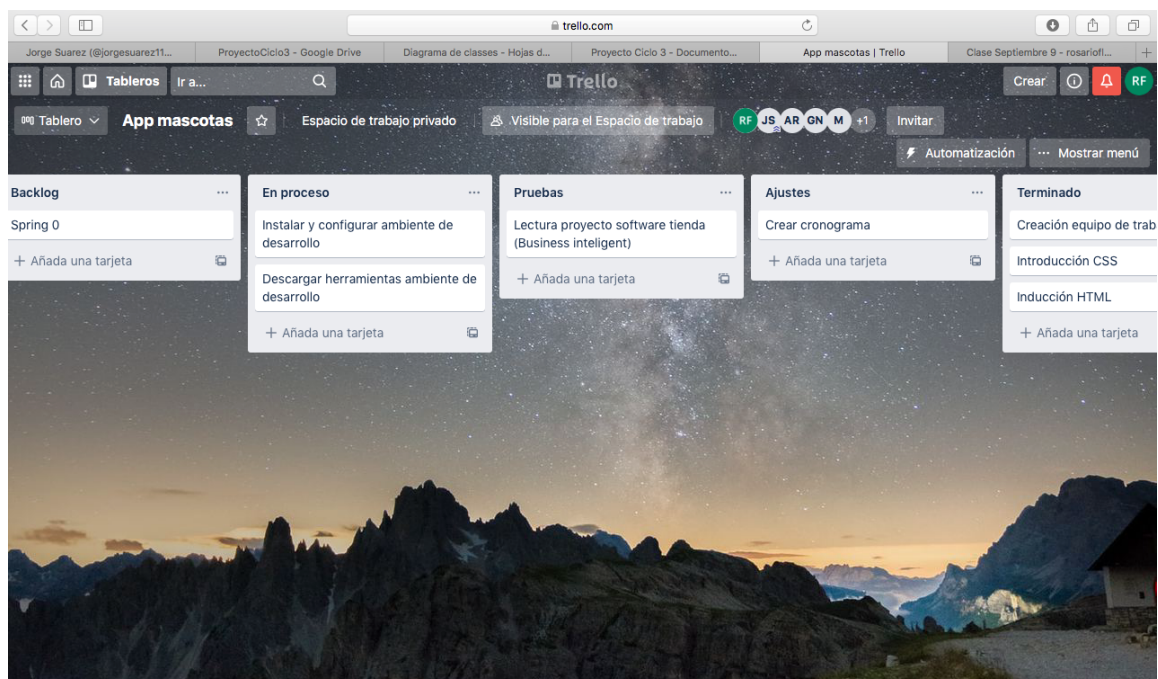 trello.com
Jorge Suarez (@jorgesuarez11...
ProyectoCiclo3 - Google Drive
Diagrama de classes - Hojas d...
Proyecto Ciclo 3 - Documento...
App mascotas | Trello
Clase Septiembre 9 - rosariofl...
Tableros
Ir a...
Trello
Crear
RF
Tablero
App mascotas
Espacio de trabajo privado
Visible para el Espacio de trabajo
RF JS AR GN M +1
Invitar
Automatización
... Mostrar menú
Backlog
Spring 0
+ Añada una tarjeta
En proceso
Instalar y configurar ambiente de
desarrollo
Descargar herramientas ambiente de
desarrollo
+ Añada una tarjeta
Pruebas
Lectura proyecto software tienda
(Business inteligent)
+ Añada una tarjeta
Ajustes
Crear cronograma
+ Añada una tarjeta
Terminado
Creación equipo de trab
Introducción CSS
Inducción HTML
+ Añada una tarjeta